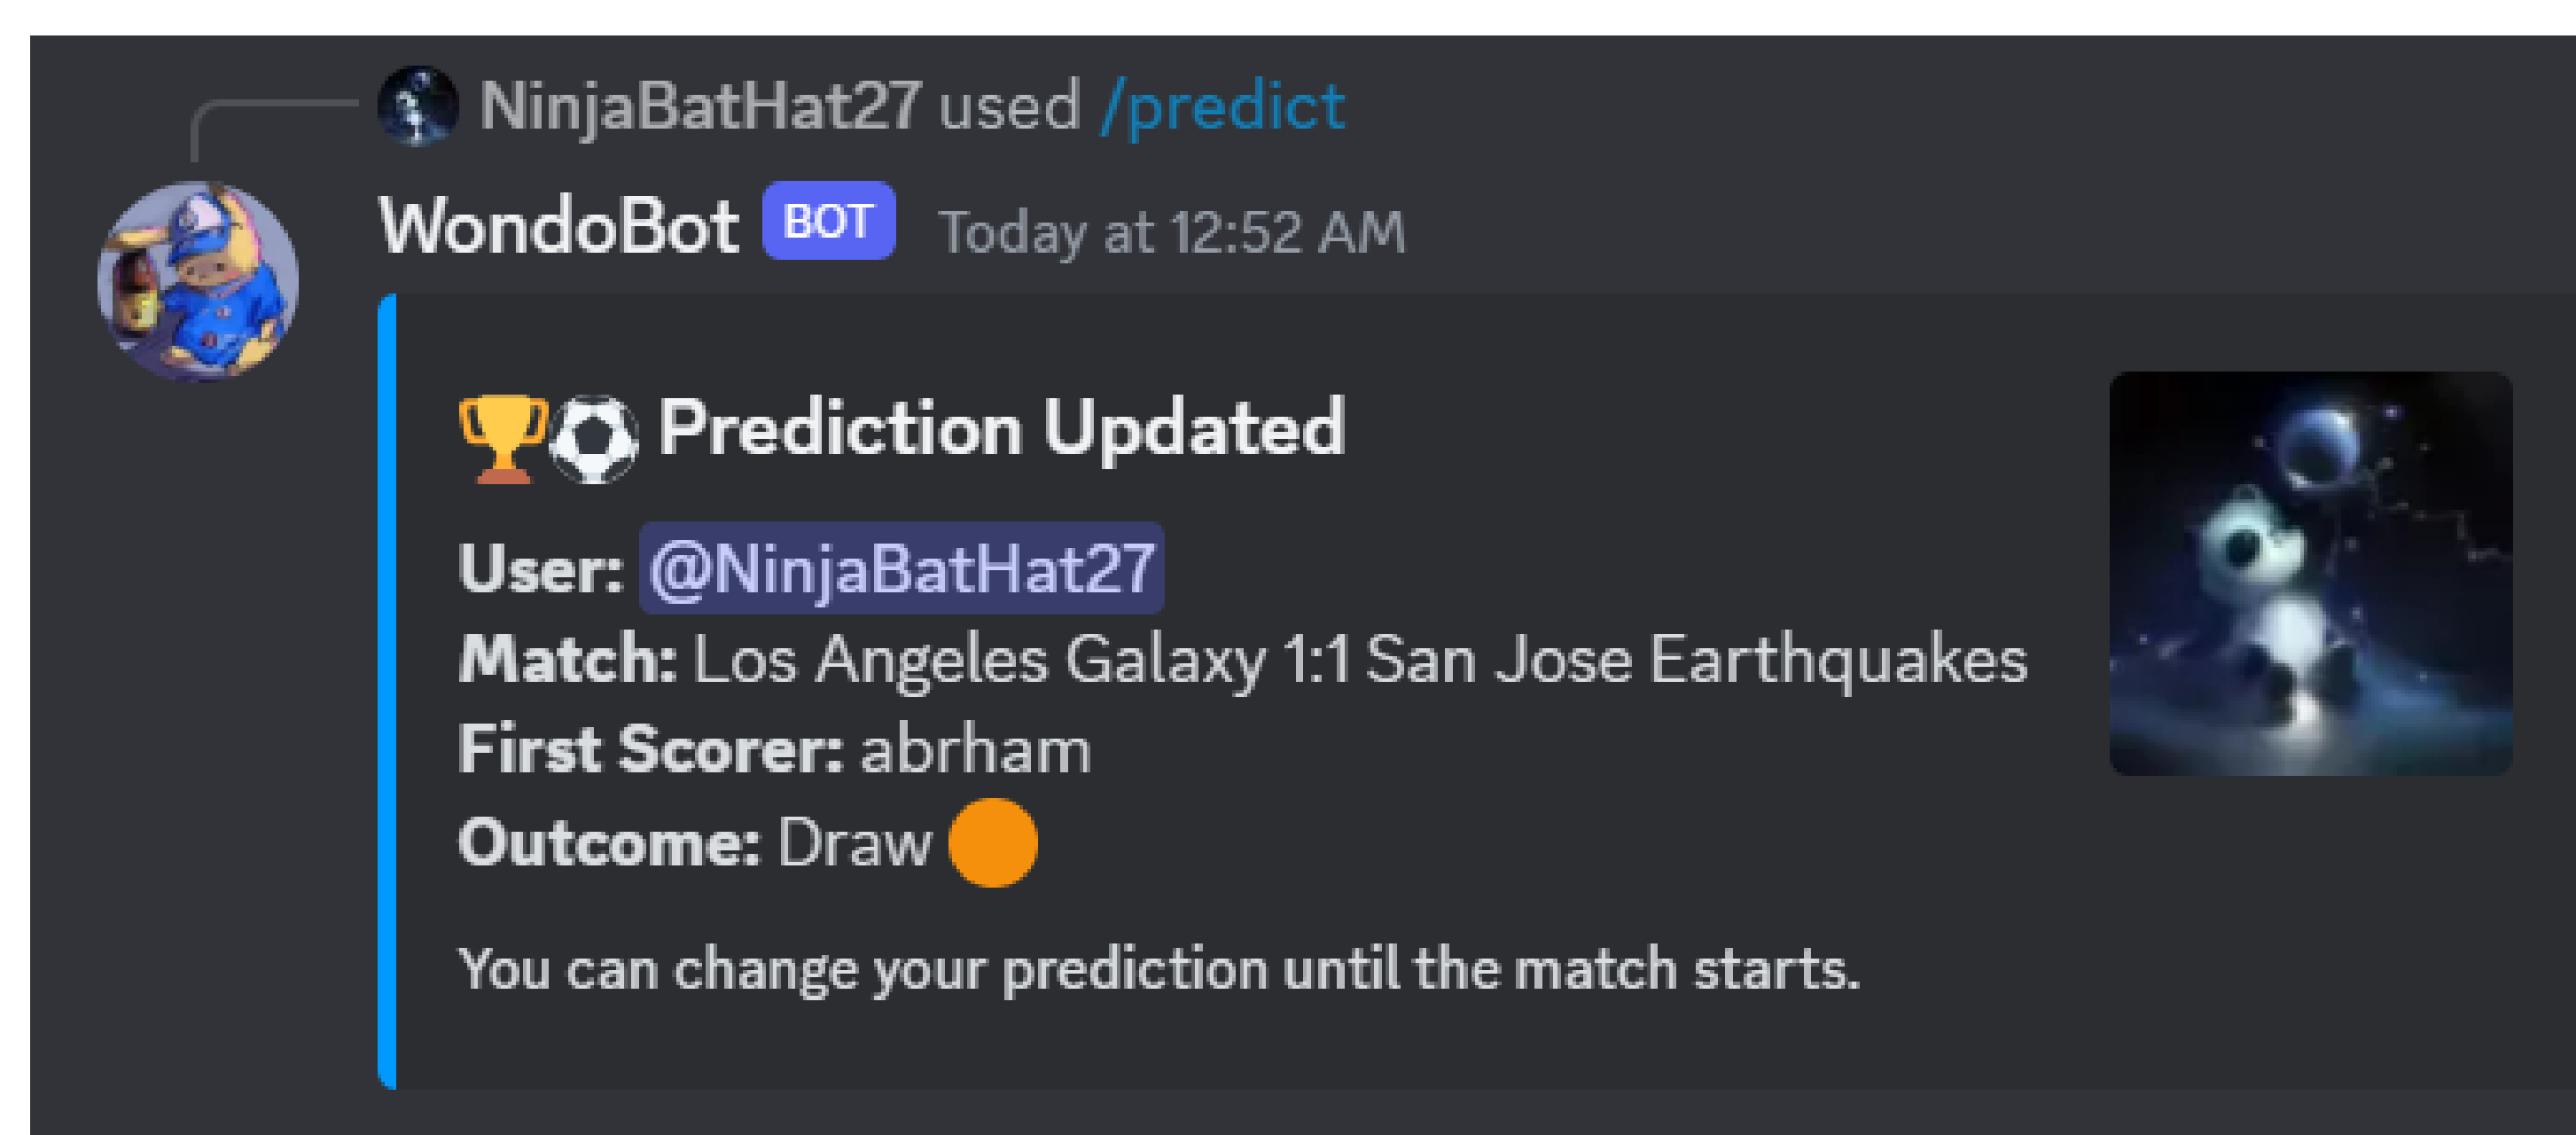 NinjaBatHat27 used /predict
WondoBot BOT Today at 12:52 AM
🏆⚽ Prediction Updated
User: @NinjaBatHat27
Match: Los Angeles Galaxy 1:1 San Jose Earthquakes
First Scorer: abrham
Outcome: Draw 🟠
You can change your prediction until the match starts.